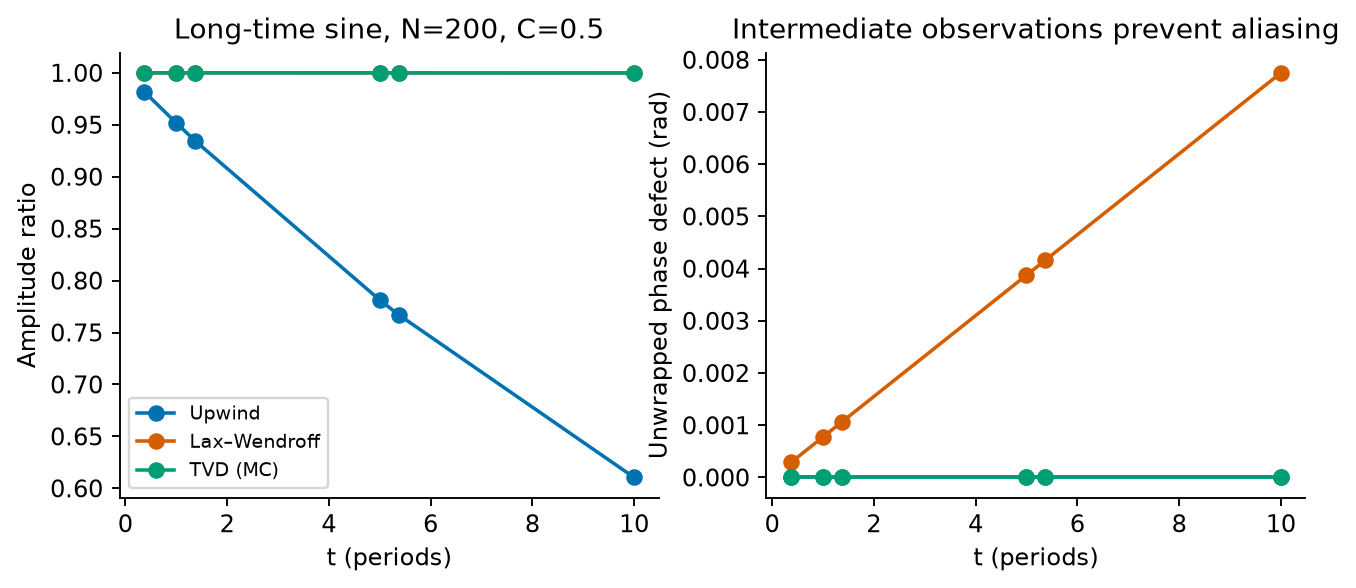 Long-time sine, N=200, C=0.5
Amplitude ratio
1.00
0.95
0.90
0.85
0.80
0.75
0.70
0.65
0.60
Upwind
Lax–Wendroff
TVD (MC)
0 2 4 6 8 10
t (periods)
Intermediate observations prevent aliasing
Unwrapped phase defect (rad)
0.008
0.007
0.006
0.005
0.004
0.003
0.002
0.001
0.000
0 2 4 6 8 10
t (periods)